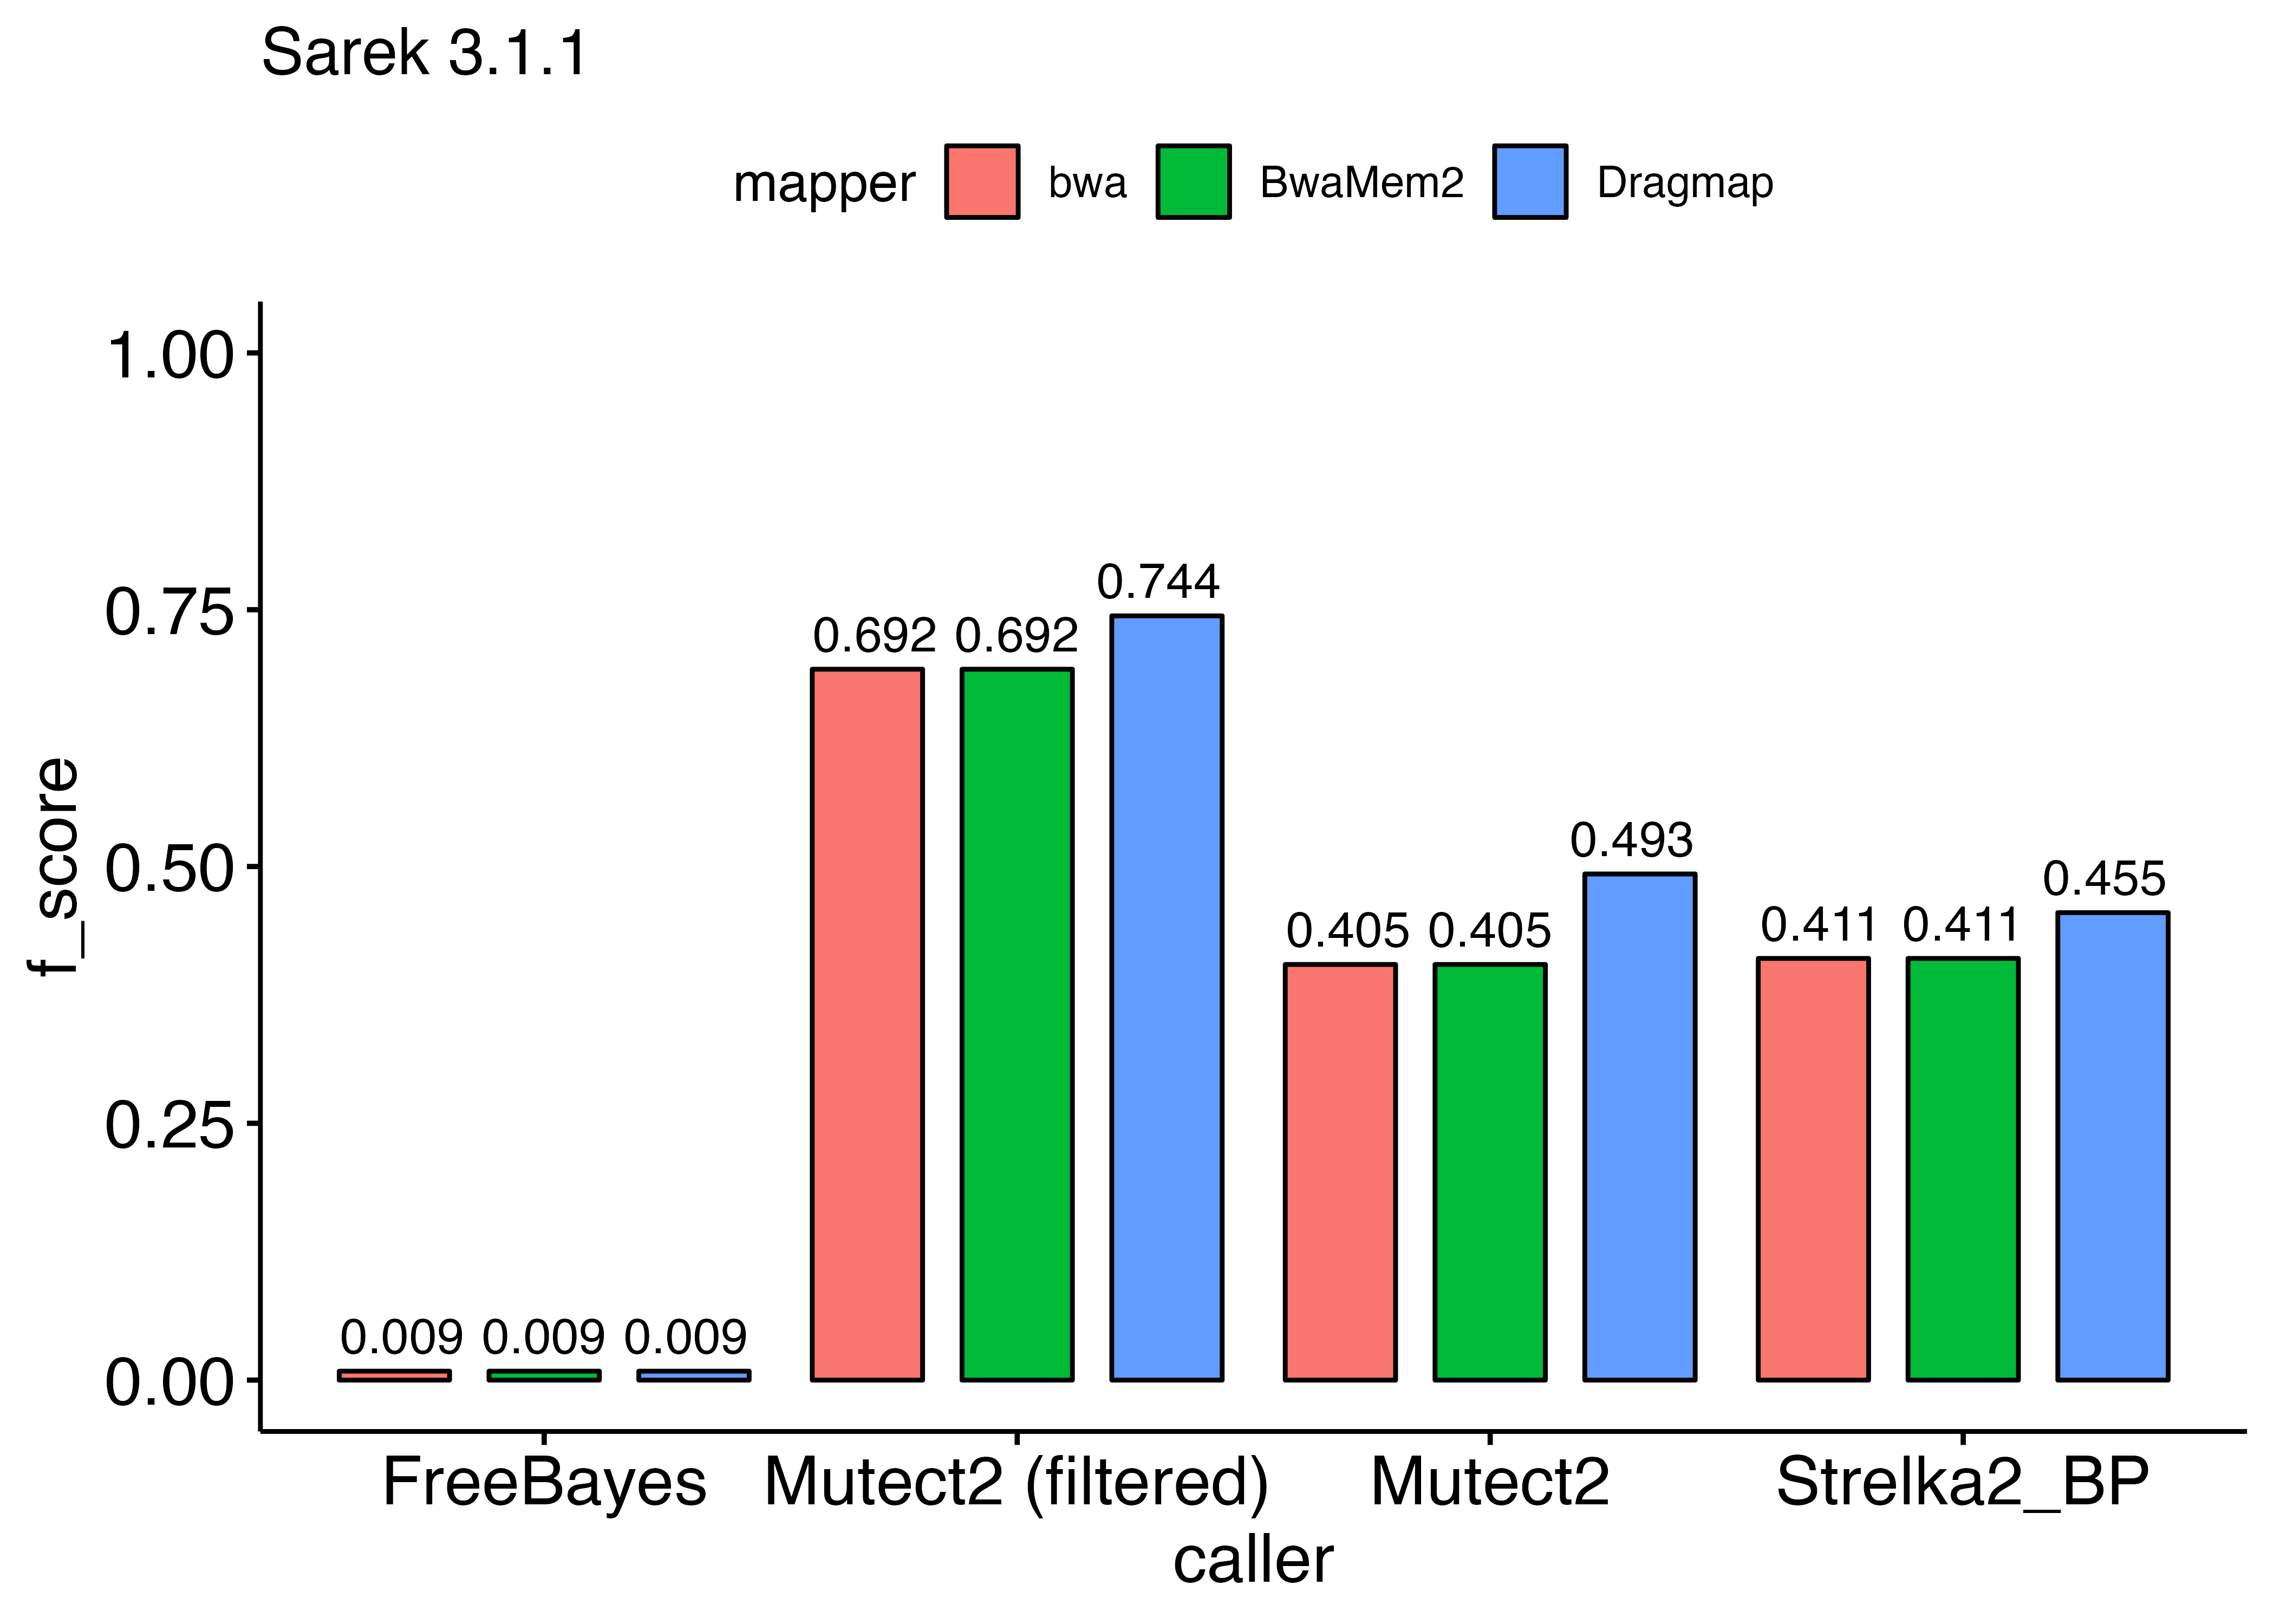 Sarek 3.1.1
mapper bwa BwaMem2 Dragmap
1.00
0.75
0.50
0.25
0.00
f_score
0.009 0.009 0.009
0.692 0.692 0.744
0.405 0.405 0.493
0.411 0.411 0.455
FreeBayes Mutect2 (filtered) Mutect2 Strelka2_BP
caller